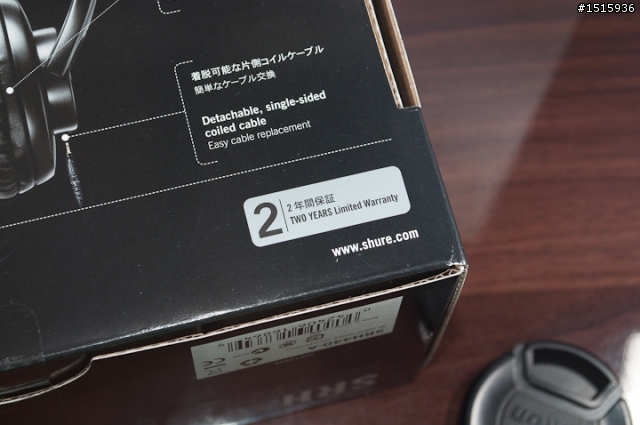 #1515936
着脱可能な片側コイルケーブル
簡単なケーブル交換
Detachable, single-sided
coiled cable
Easy cable replacement
2
2年間保証
TWO YEARS Limited Warranty
www.shure.com